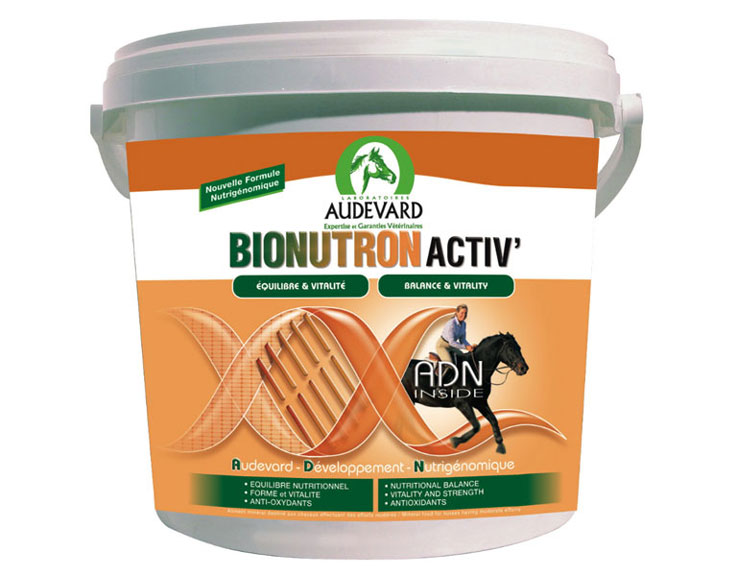 Nouvelle Formule
Nutrigénomique
LABORATOIRES
AUDEVARD
Expertise et Garanties Vétérinaires
BIONUTRON ACTIV'
ÉQUILIBRE & VITALITÉ
BALANCE & VITALITY
ADN
INSIDE
Audevard - Développement - Nutrigénomique
• EQUILIBRE NUTRITIONNEL
• FORME et VITALITE
• ANTI-OXYDANTS
• NUTRITIONAL BALANCE
• VITALITY AND STRENGTH
• ANTIOXIDANTS